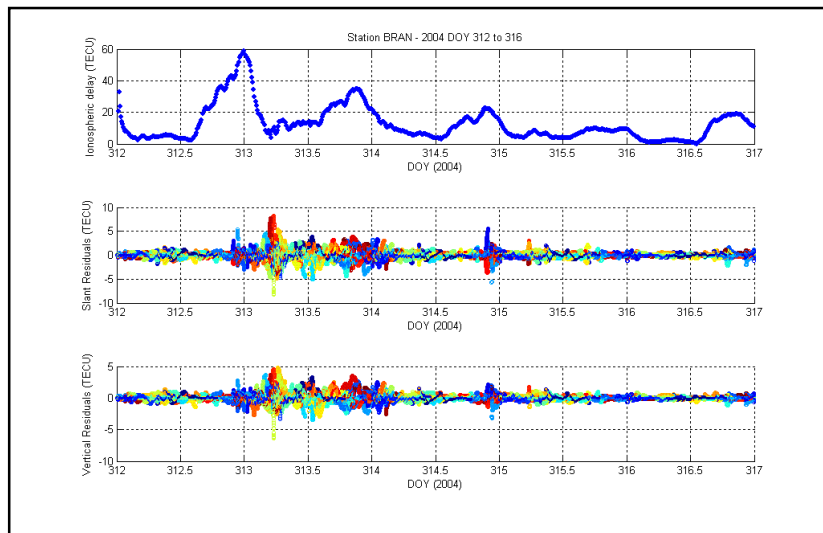 Station BRAN - 2004 DOY 312 to 316
Ionospheric delay (TECU)
60
40
20
0
312 312.5 313 313.5 314 314.5 315 315.5 316 316.5 317
DOY (2004)
Slant Residuals (TECU)
10
5
0
-5
-10
312 312.5 313 313.5 314 314.5 315 315.5 316 316.5 317
DOY (2004)
Vertical Residuals (TECU)
5
0
-5
-10
312 312.5 313 313.5 314 314.5 315 315.5 316 316.5 317
DOY (2004)